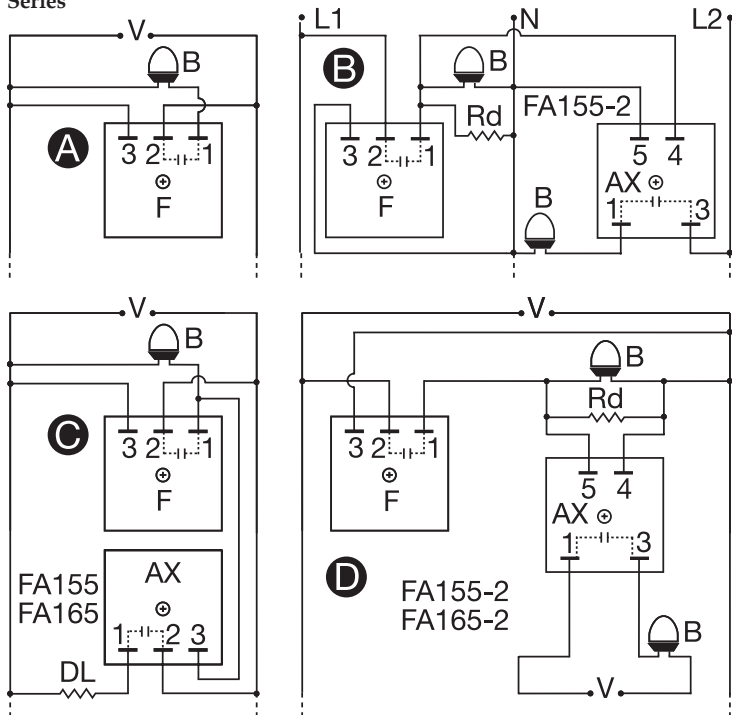 Series
V
B
A
3 2 1
F
L1 N L2
B
B
Rd
FA155-2
3 2 1
F
5 4
AX
1 3
B
V
B
C
3 2 1
F
FA155
FA165
AX
1 2 3
DL
V
B
Rd
3 2 1
F
5 4
AX
1 3
D
FA155-2
FA165-2
B
V